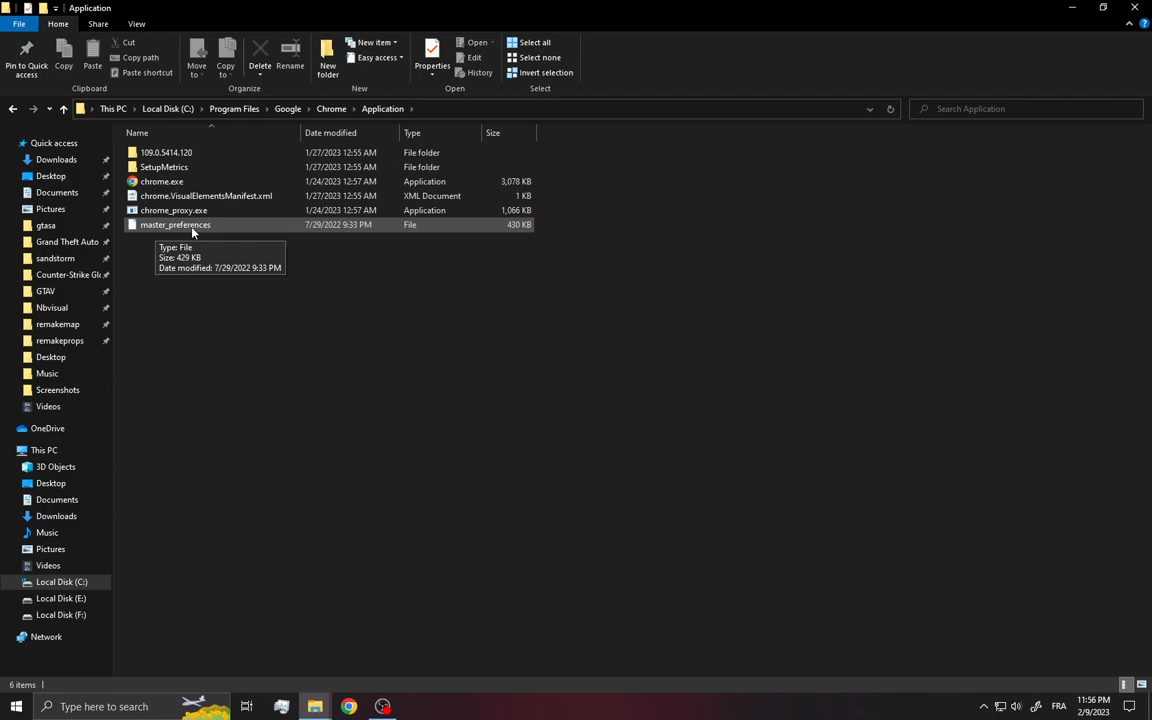 Application
File Home Share View
Pin to Quick access
Copy
Paste
Cut
Copy path
Paste shortcut
Clipboard
Move to
Copy to
Delete
Rename
Organize
New folder
New item
Easy access
New
Properties
Open
Edit
History
Open
Select all
Select none
Invert selection
Select
This PC > Local Disk (C:) > Program Files > Google > Chrome > Application >
Search Application
Name Date modified Type Size
109.0.5414.120 1/27/2023 12:55 AM File folder
SetupMetrics 1/27/2023 12:55 AM File folder
chrome.exe 1/24/2023 12:57 AM Application 3,078 KB
chrome.VisualElementsManifest.xml 1/27/2023 12:55 AM XML Document 1 KB
chrome_proxy.exe 1/24/2023 12:57 AM Application 1,066 KB
master_preferences 7/29/2022 9:33 PM File 430 KB
Type: File
Size: 429 KB
Date modified: 7/29/2022 9:33 PM
Quick access
Downloads
Desktop
Documents
Pictures
gtasa
Grand Theft Auto
sandstorm
Counter-Strike Glo
GTAV
Nbvisual
remakemap
remakeprops
Desktop
Music
Screenshots
Videos
OneDrive
This PC
3D Objects
Desktop
Documents
Downloads
Music
Pictures
Videos
Local Disk (C:)
Local Disk (E:)
Local Disk (F:)
Network
6 items
Type here to search
FRA
11:56 PM
2/9/2023